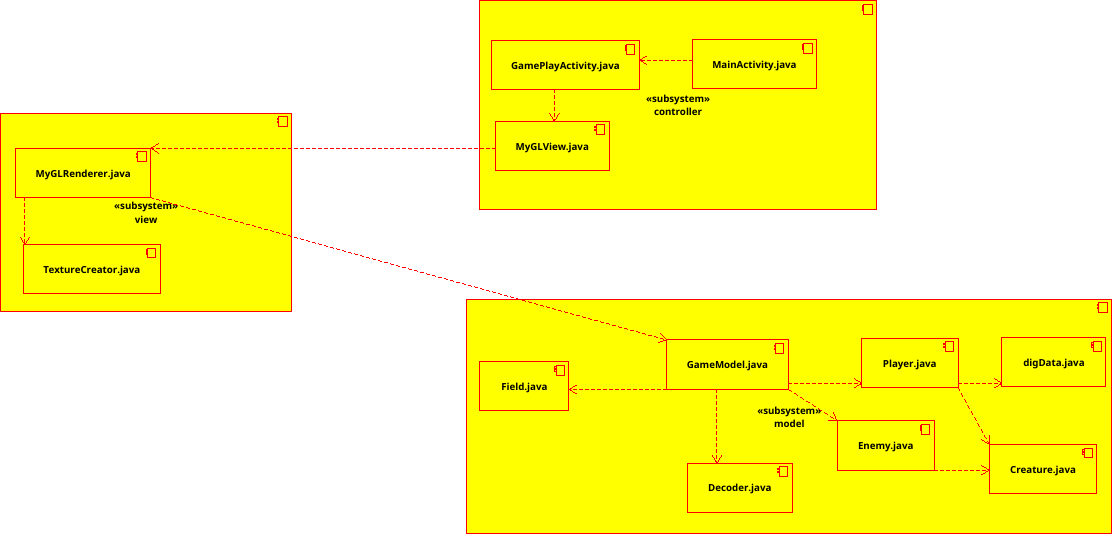 GamePlayActivity.java
MainActivity.java
«subsystem»
controller
MyGLView.java
MyGLRenderer.java
«subsystem»
view
TextureCreator.java
GameModel.java
Player.java
digData.java
Field.java
«subsystem»
model
Enemy.java
Creature.java
Decoder.java